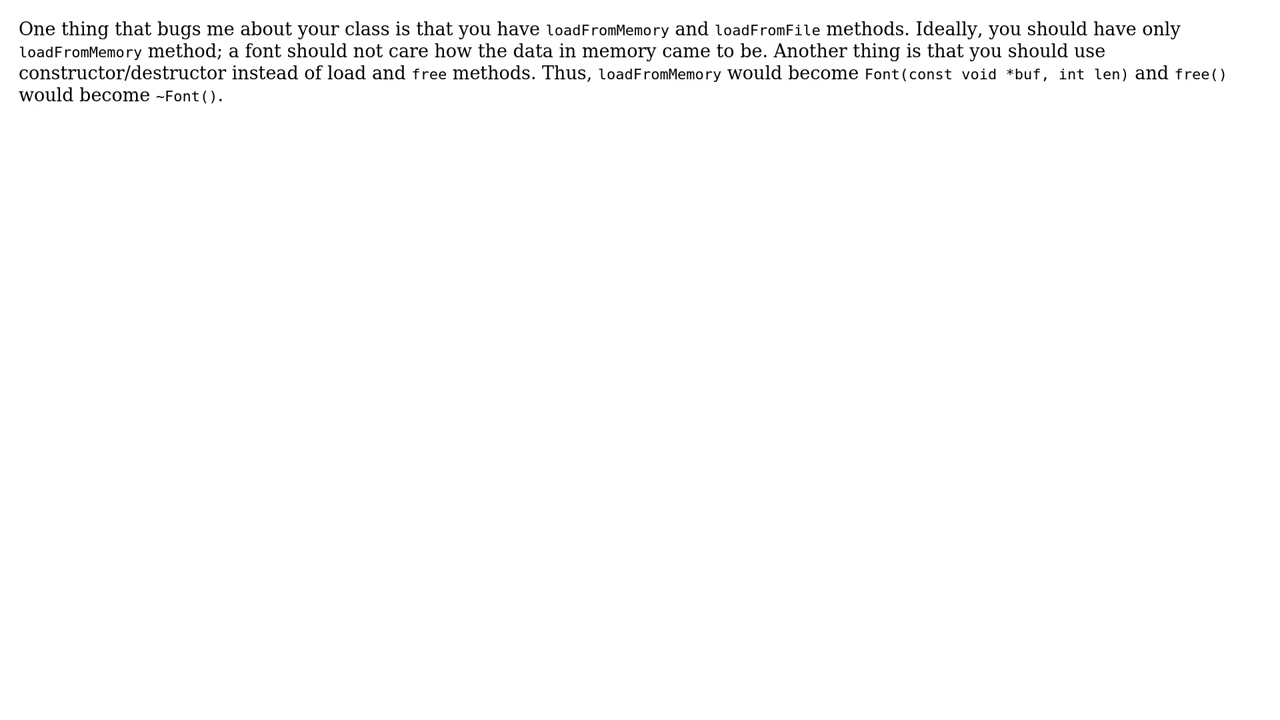 One thing that bugs me about your class is that you have loadFromMemory and loadFromFile methods. Ideally, you should have only
loadFromMemory method; a font should not care how the data in memory came to be. Another thing is that you should use
constructor/destructor instead of load and free methods. Thus, loadFromMemory would become Font(const void *buf, int len) and free()
would become ~Font().